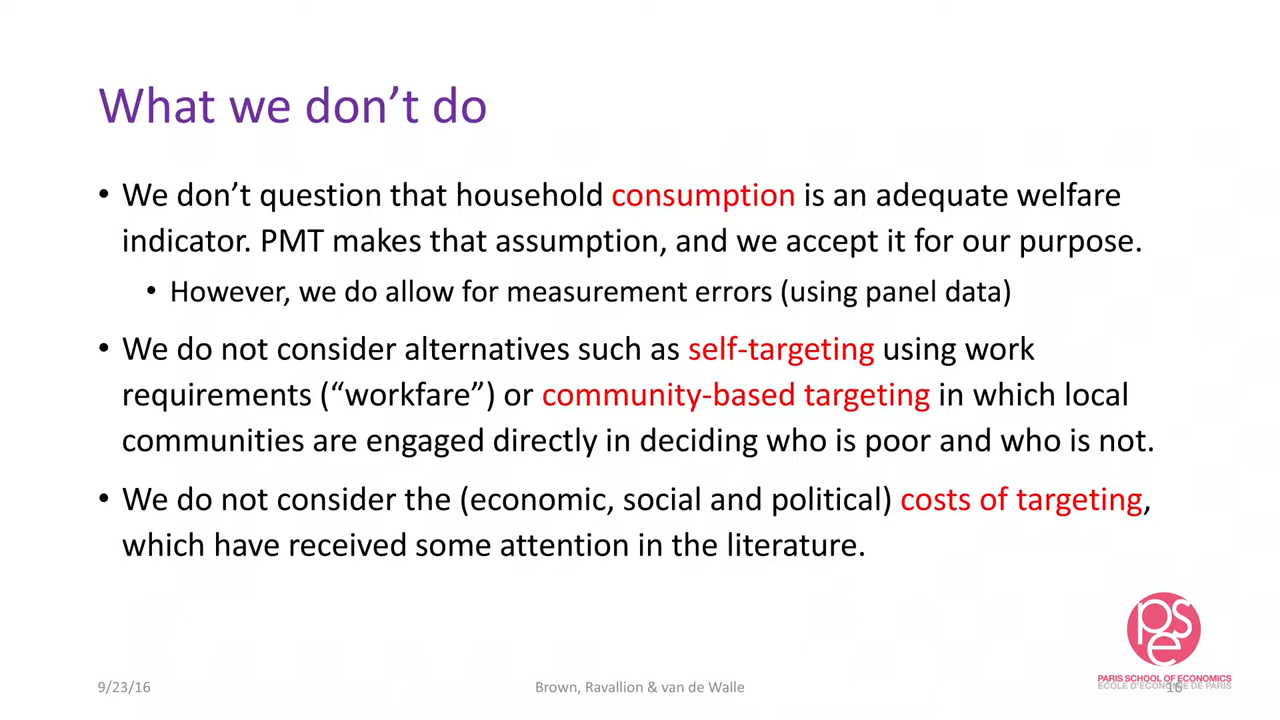 What we don’t do
• We don’t question that household consumption is an adequate welfare
indicator. PMT makes that assumption, and we accept it for our purpose.
• However, we do allow for measurement errors (using panel data)
• We do not consider alternatives such as self-targeting using work
requirements (“workfare”) or community-based targeting in which local
communities are engaged directly in deciding who is poor and who is not.
• We do not consider the (economic, social and political) costs of targeting,
which have received some attention in the literature.
pse
PARIS SCHOOL OF ECONOMICS
ECOLE D'ECONOMIE DE PARIS
9/23/16
Brown, Ravallion & van de Walle
16